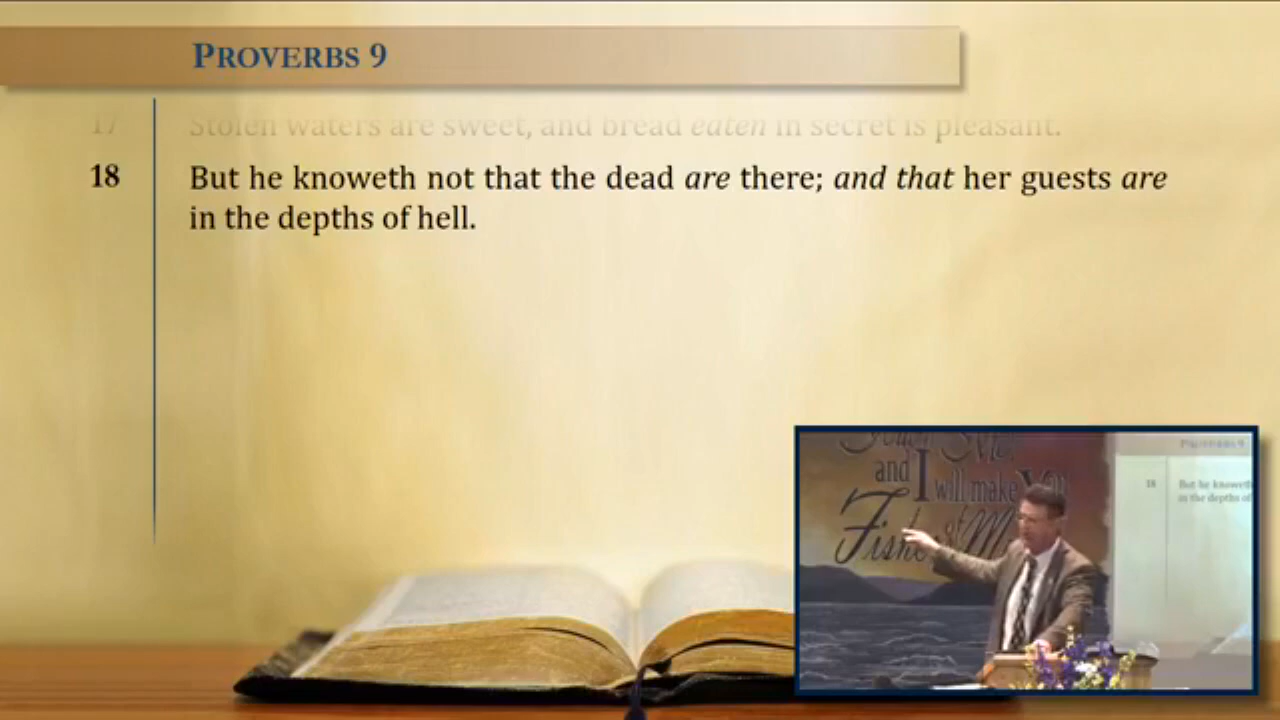 PROVERBS 9
17 Stolen waters are sweet, and bread eaten in secret is pleasant.
18 But he knoweth not that the dead are there; and that her guests are
in the depths of hell.
and I will make You
Fishers of M
PROVERBS 9
18 But he knoweth
in the depths of